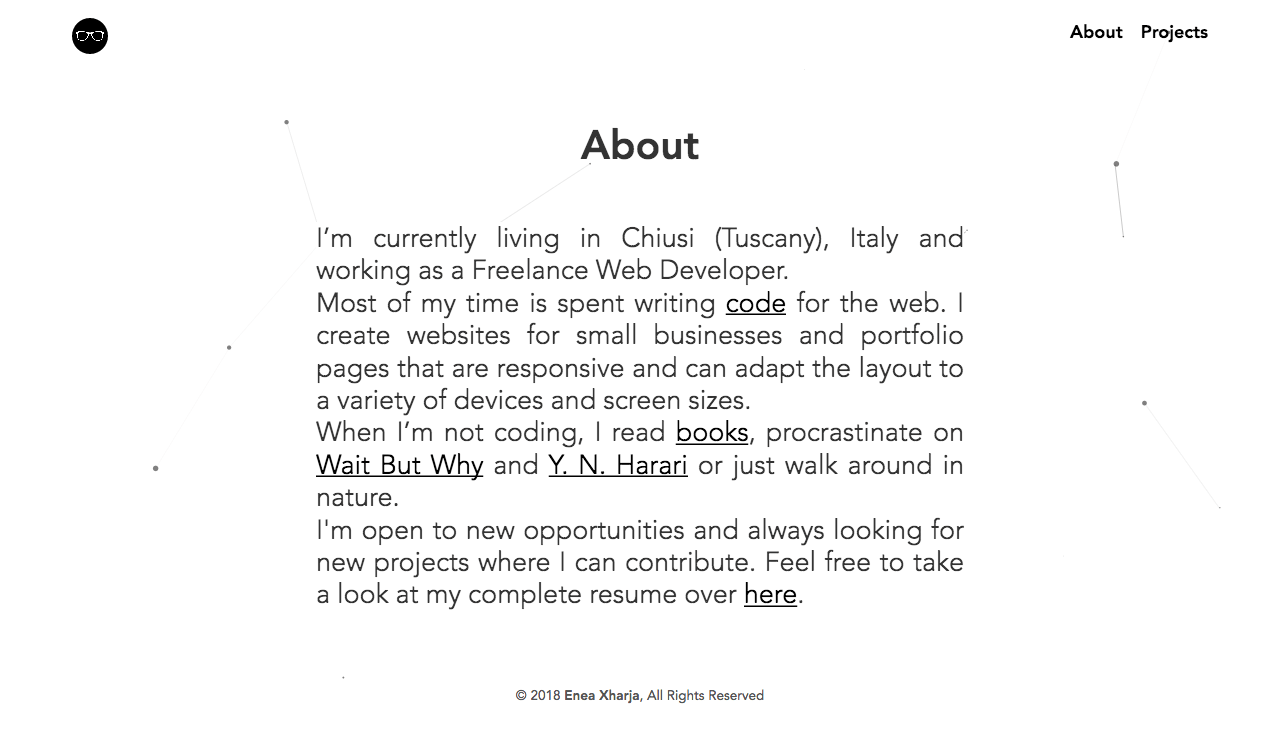 About Projects
About
I’m currently living in Chiusi (Tuscany), Italy and
working as a Freelance Web Developer.
Most of my time is spent writing code for the web. I
create websites for small businesses and portfolio
pages that are responsive and can adapt the layout to
a variety of devices and screen sizes.
When I’m not coding, I read books, procrastinate on
Wait But Why and Y. N. Harari or just walk around in
nature.
I'm open to new opportunities and always looking for
new projects where I can contribute. Feel free to take
a look at my complete resume over here.
© 2018 Enea Xharja, All Rights Reserved